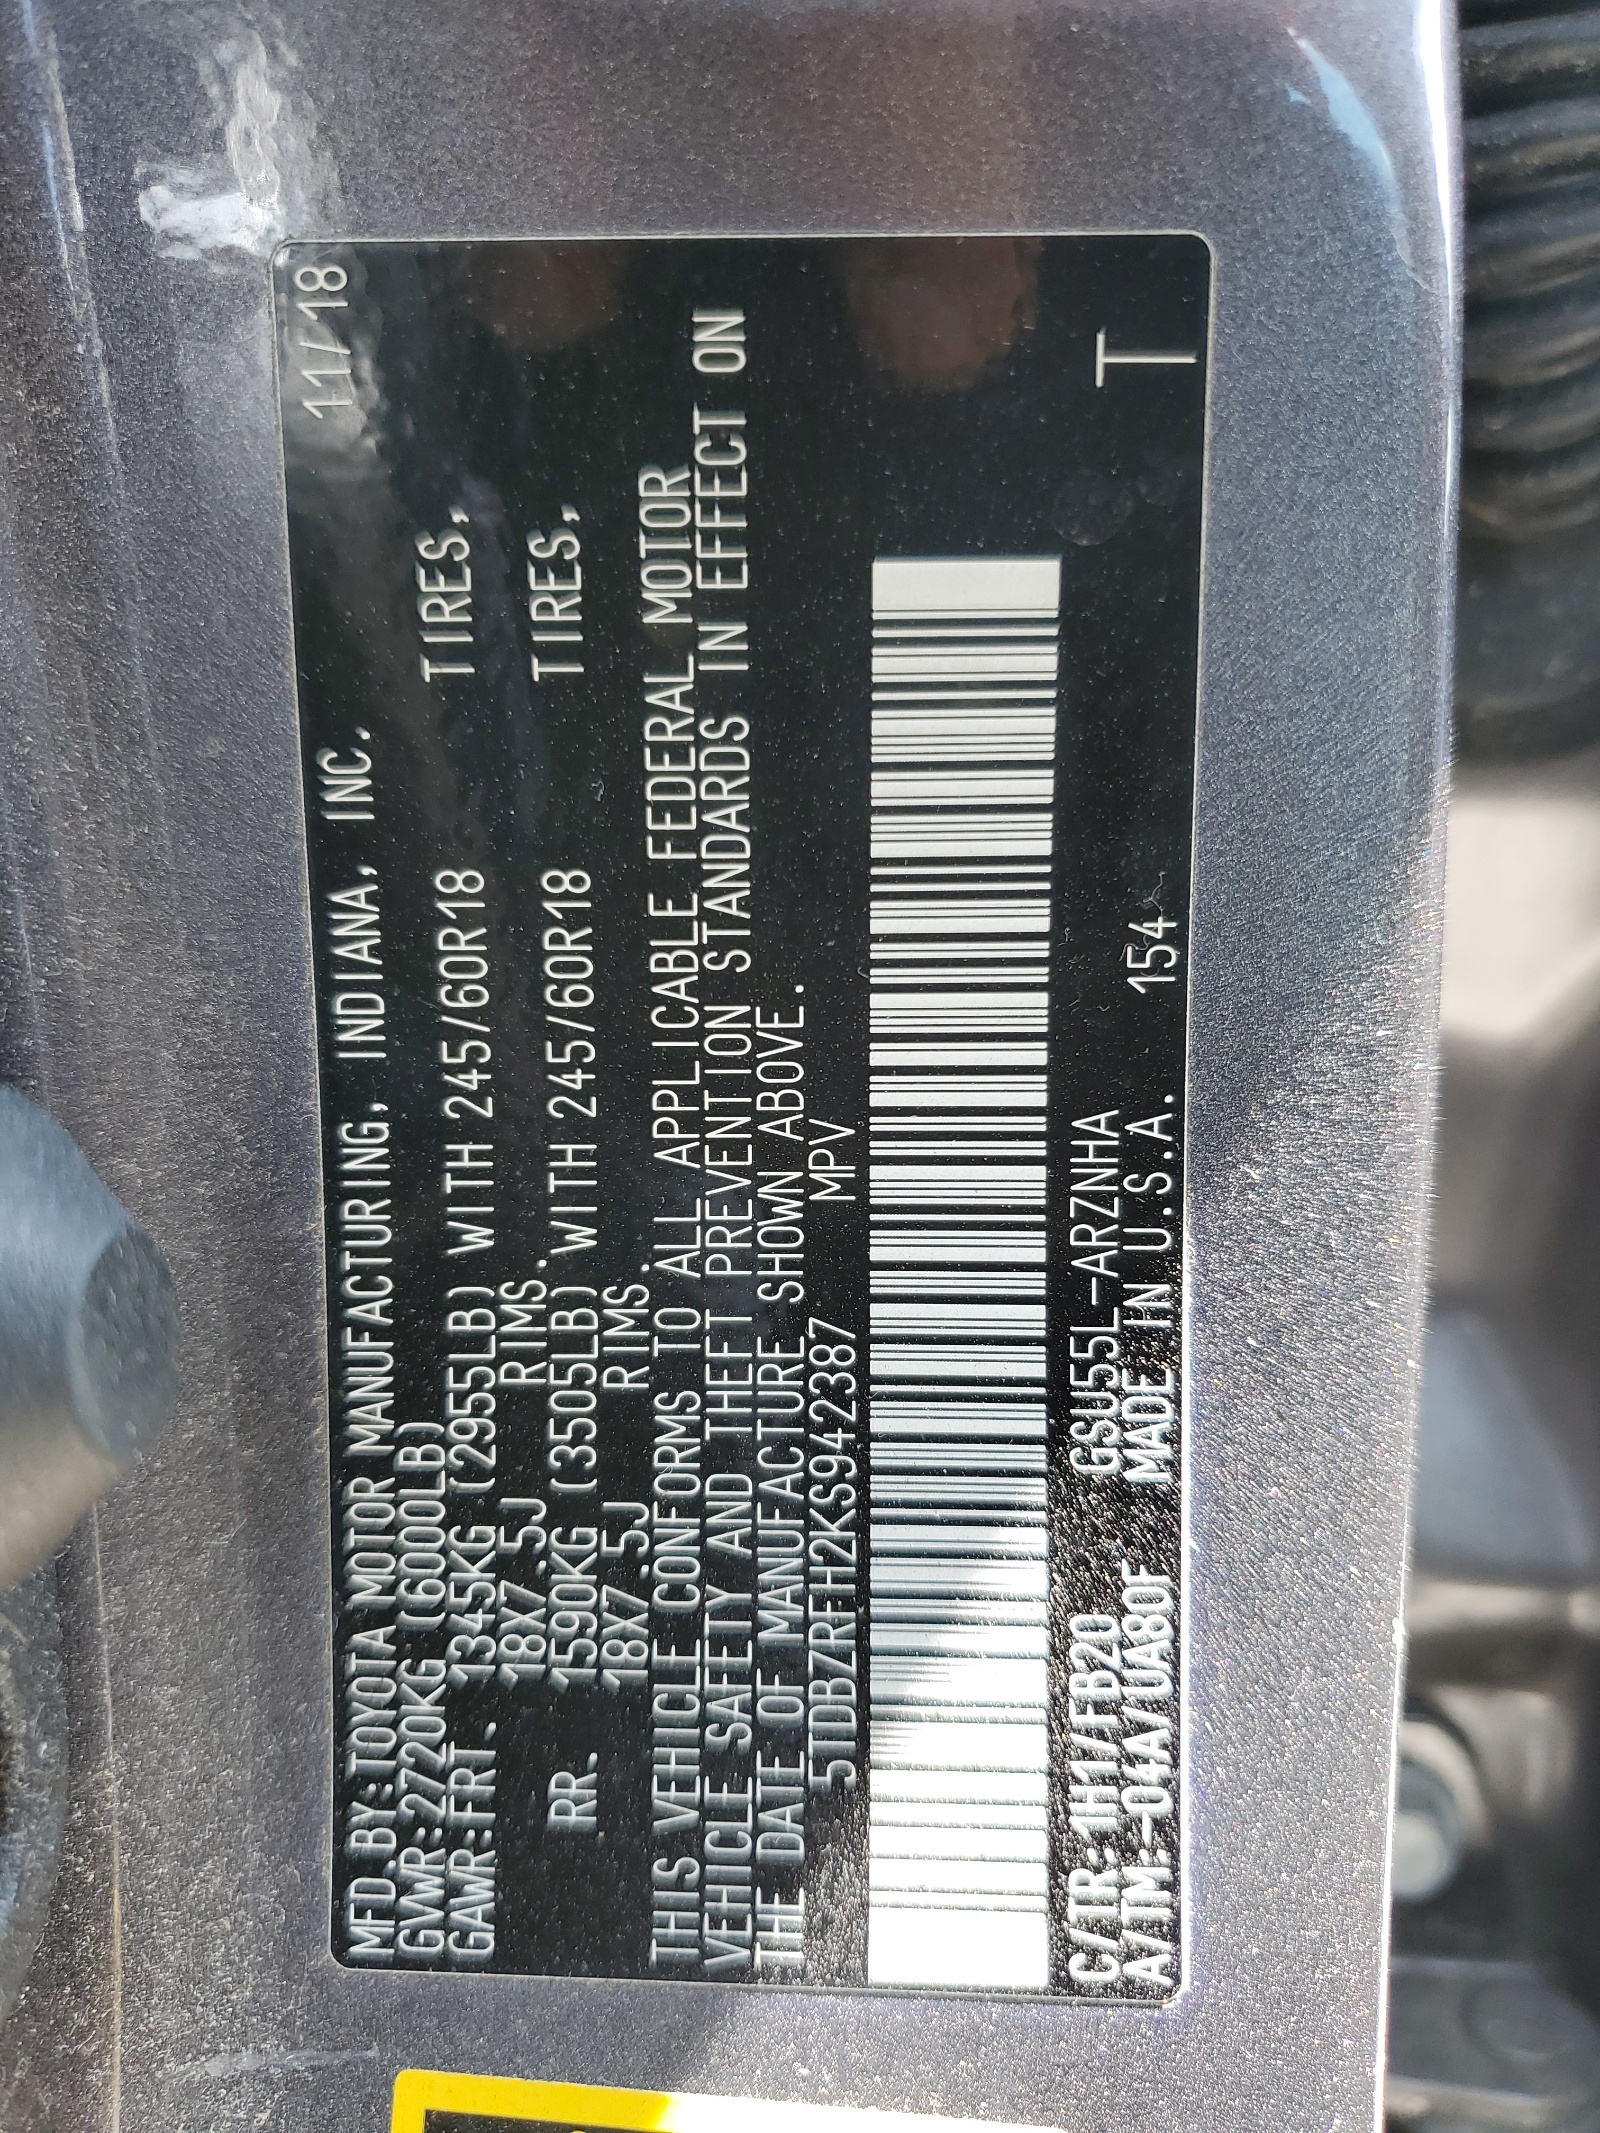 11/18
MFD.BY:TOYOTA MOTOR MANUFACTURING, INDIANA, INC.
GVWR:2720KG (6000LB)
GAWR:FRT. 1345KG (2955LB) WITH 245/60R18 TIRES,
18X7.5J RIMS.
RR. 1590KG (3505LB) WITH 245/60R18 TIRES,
18X7.5J RIMS.
THIS VEHICLE CONFORMS TO ALL APPLICABLE FEDERAL MOTOR
VEHICLE SAFETY AND THEFT PREVENTION STANDARDS IN EFFECT ON
THE DATE OF MANUFACTURE SHOWN ABOVE.
5TDBZRFH2KS942387 MPV
C/TR:1H1/FB20 GSU55L-ARZNHA
A/TM:-04A/UA80F MADE IN U.S.A. 154 T